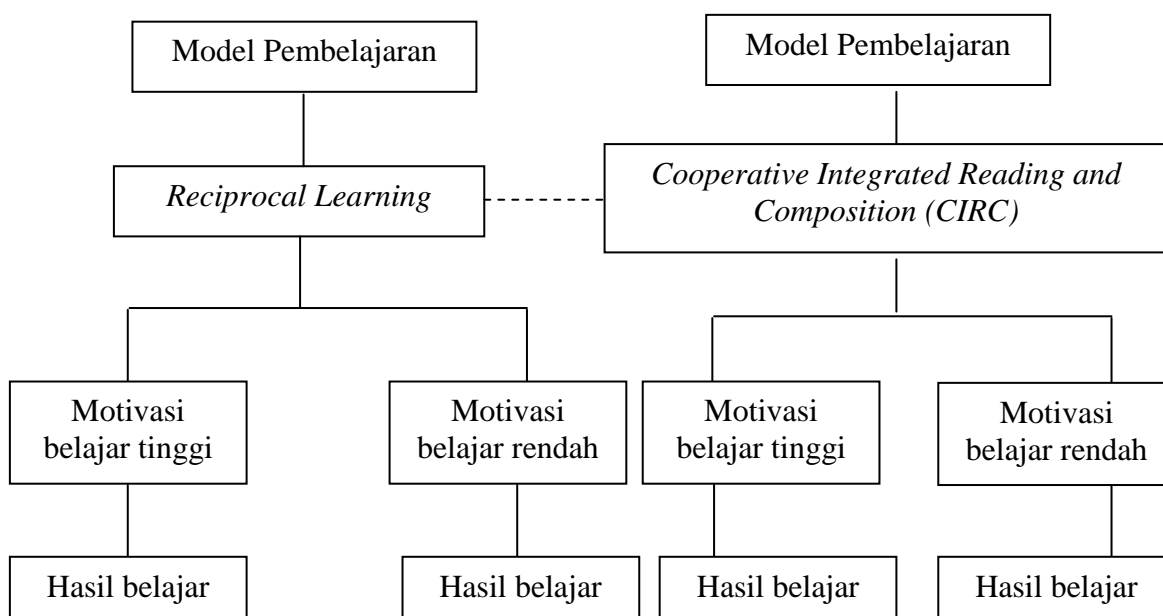 Model Pembelajaran
Model Pembelajaran
Reciprocal Learning
Cooperative Integrated Reading and
Composition (CIRC)
Motivasi
belajar tinggi
Motivasi
belajar rendah
Motivasi
belajar tinggi
Motivasi
belajar rendah
Hasil belajar
Hasil belajar
Hasil belajar
Hasil belajar